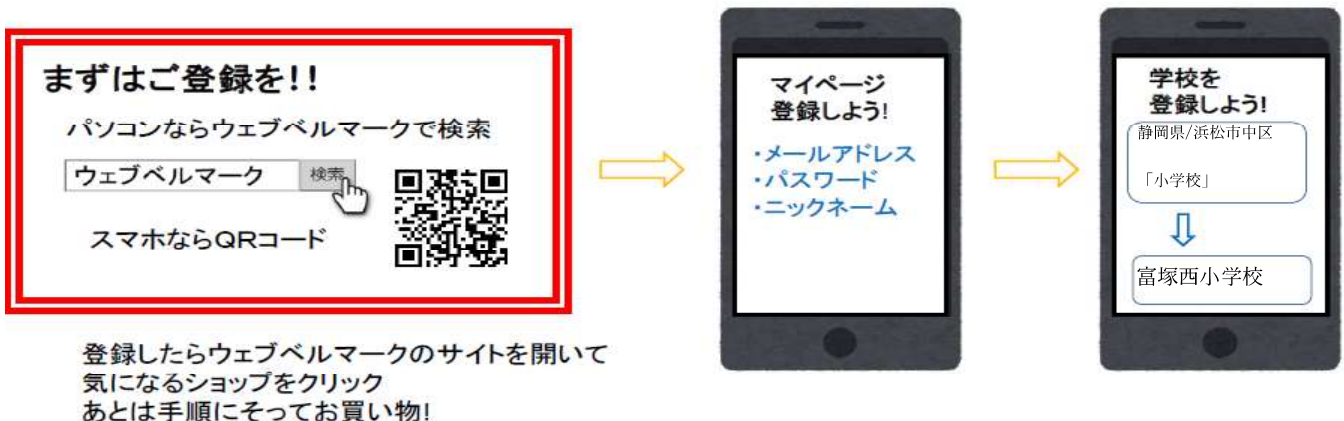 まずはご登録を!!
パソコンならウェブベルマークで検索
ウェブベルマーク 検索
スマホならQRコード
登録したらウェブベルマークのサイトを開いて
気になるショップをクリック
あとは手順にそってお買い物!
マイページ
登録しよう!
・メールアドレス
・パスワード
・ニックネーム
学校を
登録しよう!
静岡県/浜松市中区
「小学校」
富塚西小学校